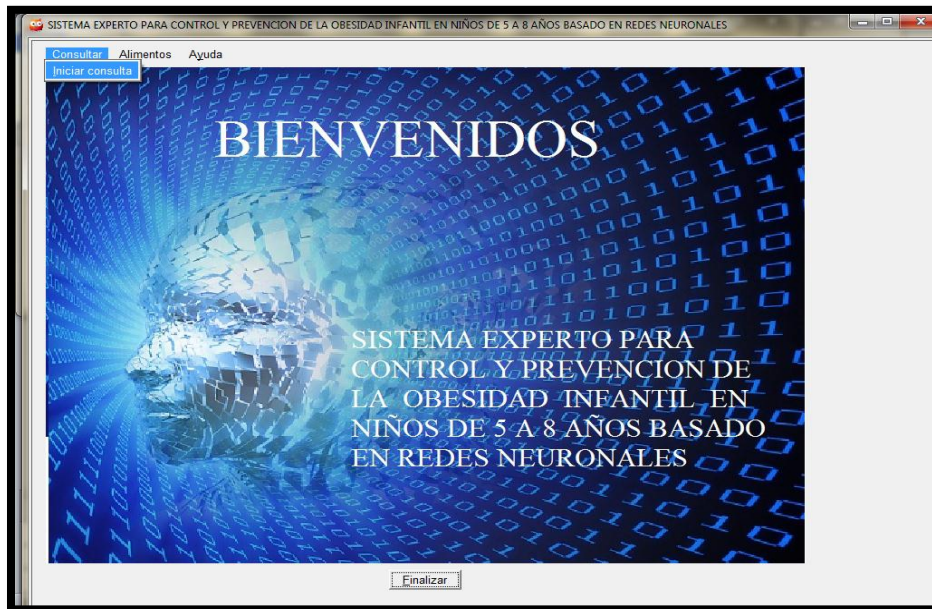 SISTEMA EXPERTO PARA CONTROL Y PREVENCION DE LA OBESIDAD INFANTIL EN NIÑOS DE 5 A 8 AÑOS BASADO EN REDES NEURONALES
Consultar Alimentos Ayuda
Iniciar consulta
BIENVENIDOS
SISTEMA EXPERTO PARA
CONTROL Y PREVENCION DE
LA OBESIDAD INFANTIL EN
NIÑOS DE 5 A 8 AÑOS BASADO
EN REDES NEURONALES
Finalizar